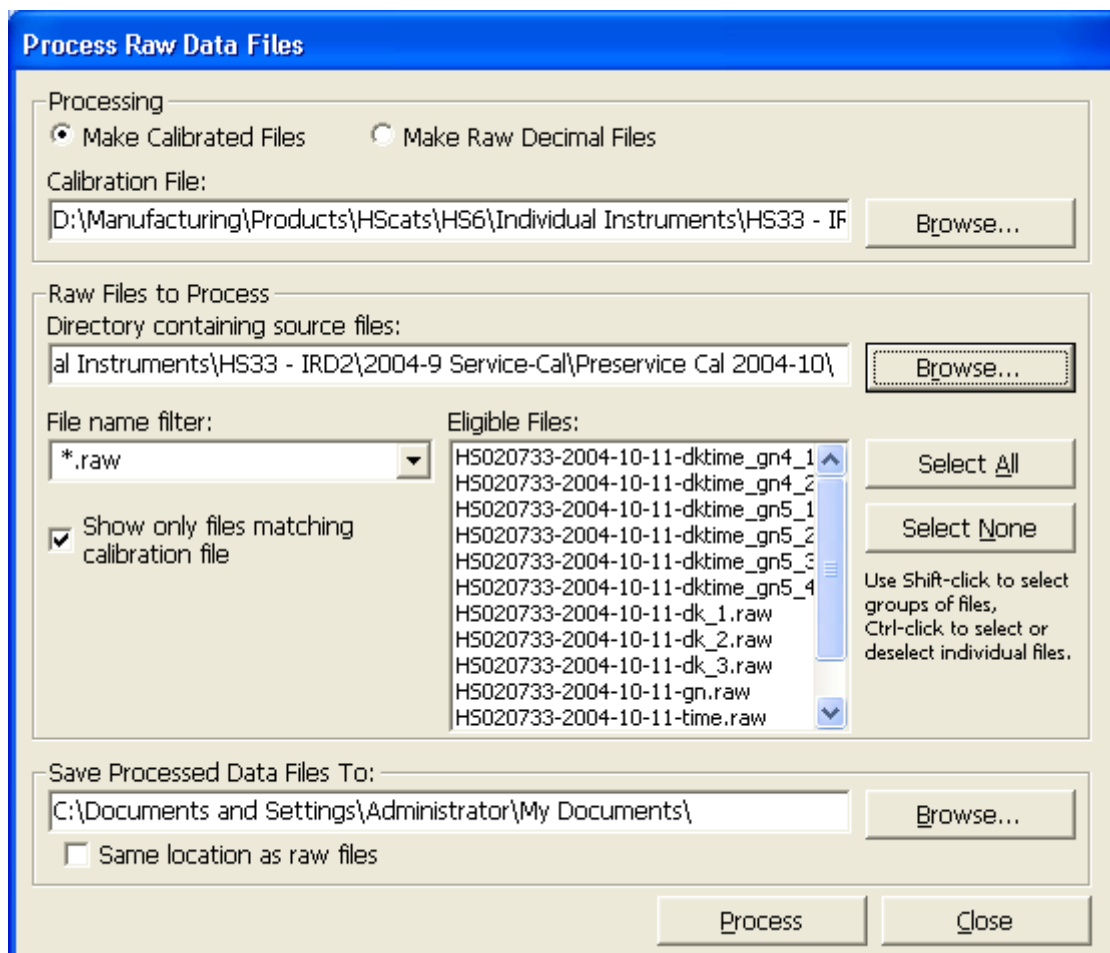 Process Raw Data Files
Processing
Make Calibrated Files
Make Raw Decimal Files
Calibration File:
D:\Manufacturing\Products\HScats\HS6\Individual Instruments\HS33 - IR
Browse...
Raw Files to Process
Directory containing source files:
al Instruments\HS33 - IRD2\2004-9 Service-Cal\Preservice Cal 2004-10\
Browse...
File name filter:
*.raw
Show only files matching
calibration file
Eligible Files:
HS020733-2004-10-11-dktime_gn4_1
HS020733-2004-10-11-dktime_gn4_2
HS020733-2004-10-11-dktime_gn5_1
HS020733-2004-10-11-dktime_gn5_2
HS020733-2004-10-11-dktime_gn5_3
HS020733-2004-10-11-dktime_gn5_4
HS020733-2004-10-11-dk_1.raw
HS020733-2004-10-11-dk_2.raw
HS020733-2004-10-11-dk_3.raw
HS020733-2004-10-11-gn.raw
HS020733-2004-10-11-time.raw
Select All
Select None
Use Shift-click to select
groups of files,
Ctrl-click to select or
deselect individual files.
Save Processed Data Files To:
C:\Documents and Settings\Administrator\My Documents\
Browse...
Same location as raw files
Process
Close